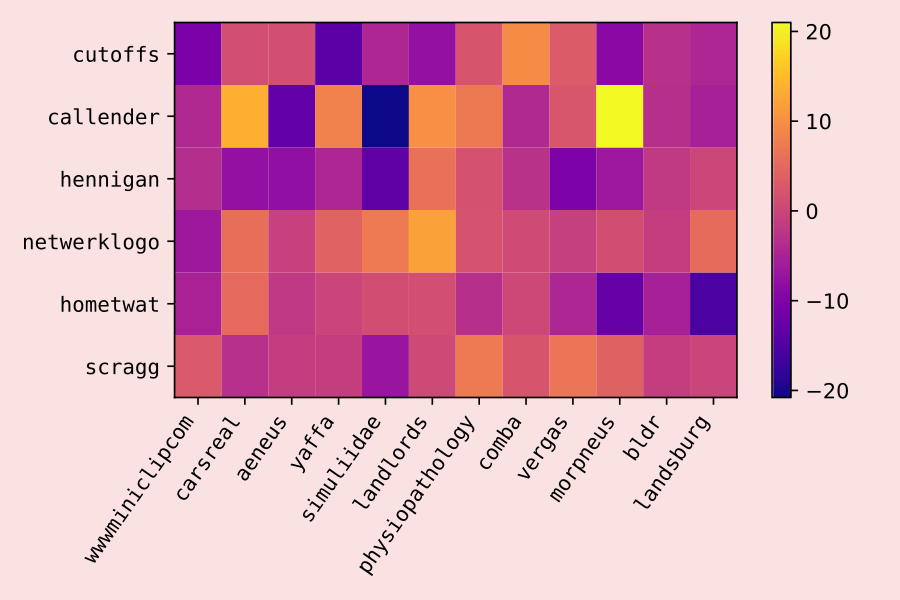 cutoffs
callender
hennigan
netwerklogo
hometwat
scragg
wwwminiclipcom
carsreal
aeneus
yaffa
simuliidae
landlords
physiopathology
comba
vergas
morpneus
bldr
landsburg
20
10
0
−10
−20